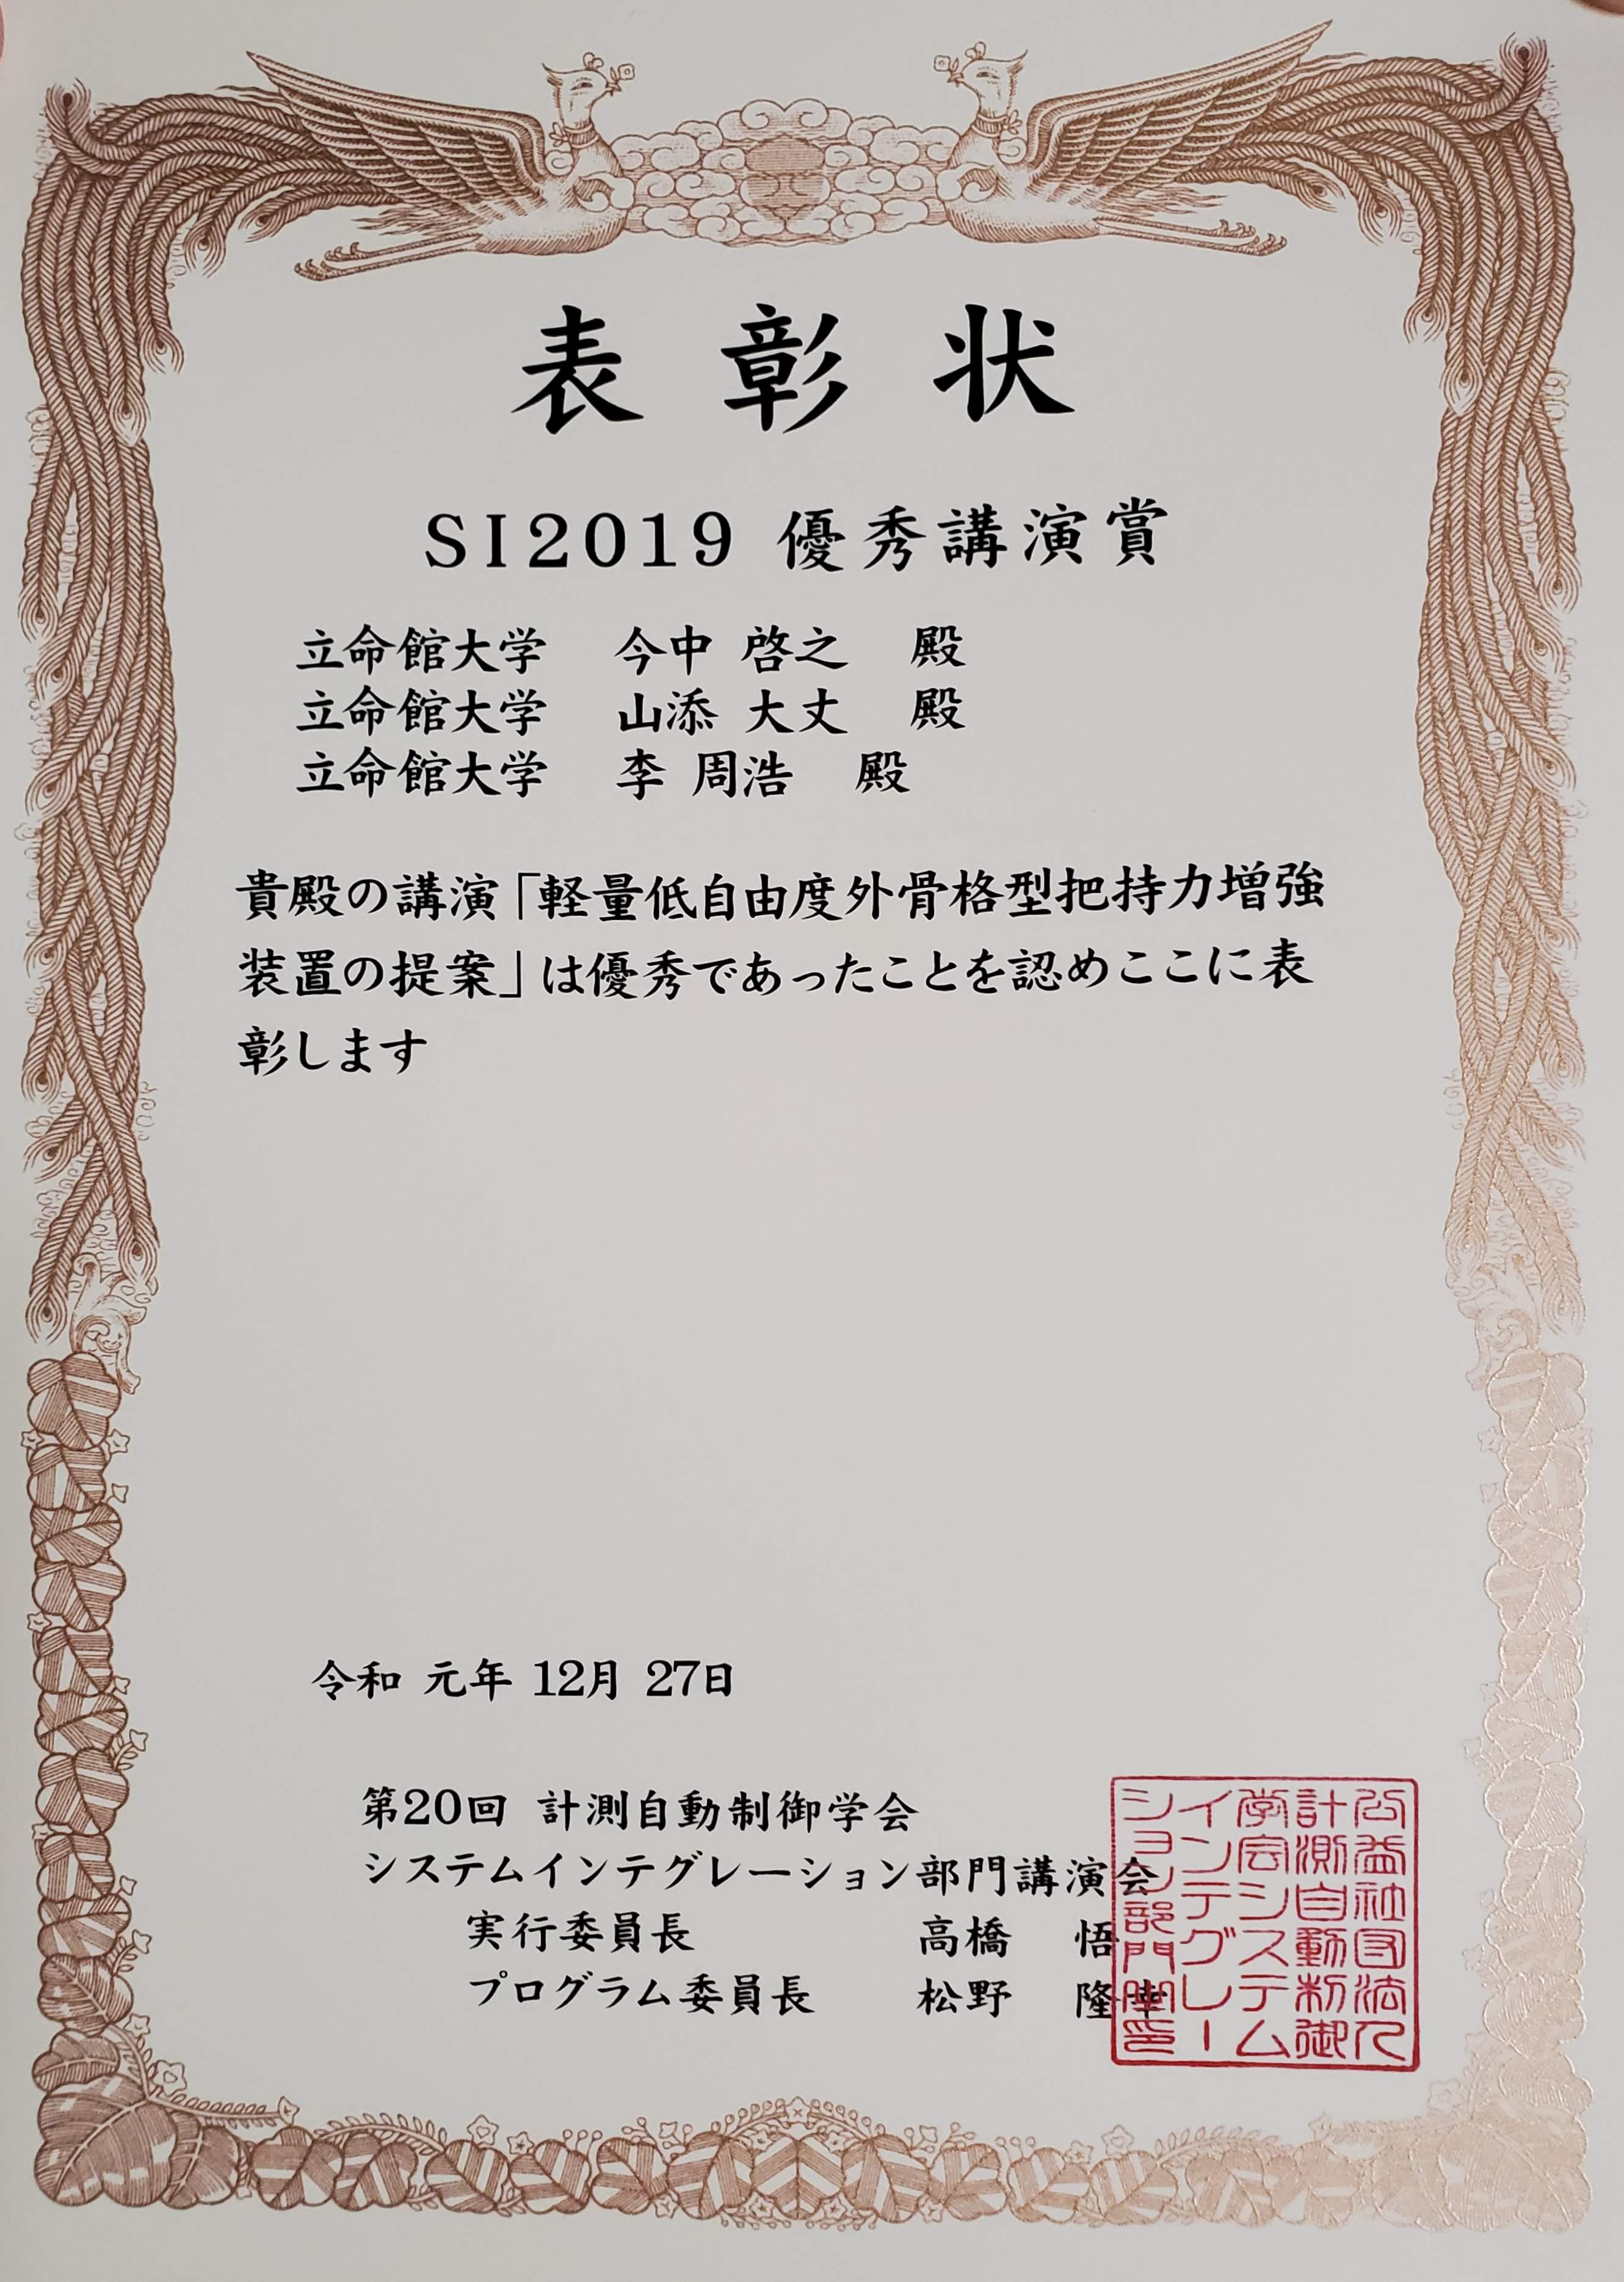 表彰状
SI2019 優秀講演賞
立命館大学 今中 啓之 殿
立命館大学 山添 大丈 殿
立命館大学 李 周浩 殿
貴殿の講演「軽量低自由度外骨格型把持力増強
装置の提案」は優秀であったことを認めここに表
彰します
令和 元年 12月 27日
第20回 計測自動制御学会
システムインテグレーション部門講演会
実行委員長 高橋 悟
プログラム委員長 松野 隆幸
公益社団法人
計測自動制御
学会システム
インテグレー
ション部門